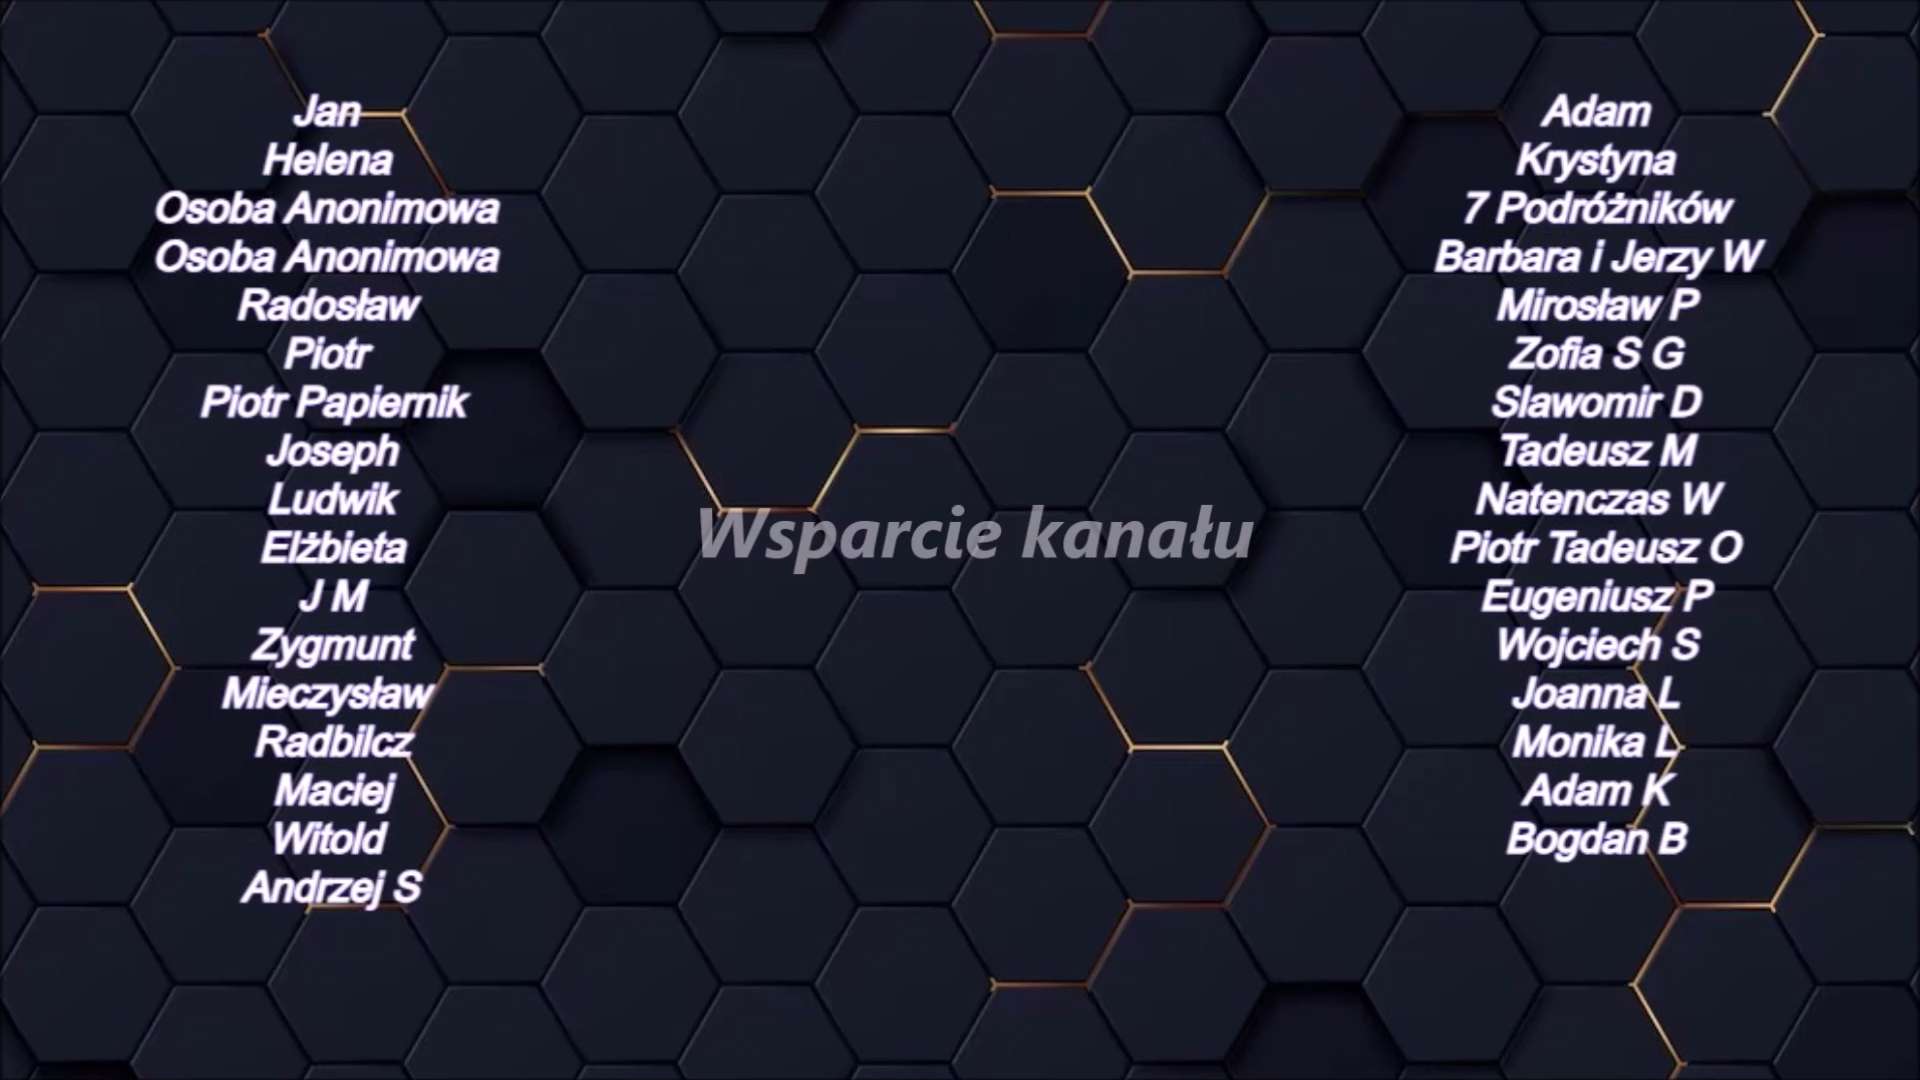 Jan
Helena
Osoba Anonimowa
Osoba Anonimowa
Radosław
Piotr
Piotr Papiernik
Joseph
Ludwik
Elżbieta
J M
Zygmunt
Mieczysław
Radbilcz
Maciej
Witold
Andrzej S
Wsparcie kanału
Adam
Krystyna
7 Podróżników
Barbara i Jerzy W
Mirosław P
Zofia S G
Slawomir D
Tadeusz M
Natenczas W
Piotr Tadeusz O
Eugeniusz P
Wojciech S
Joanna L
Monika L
Adam K
Bogdan B